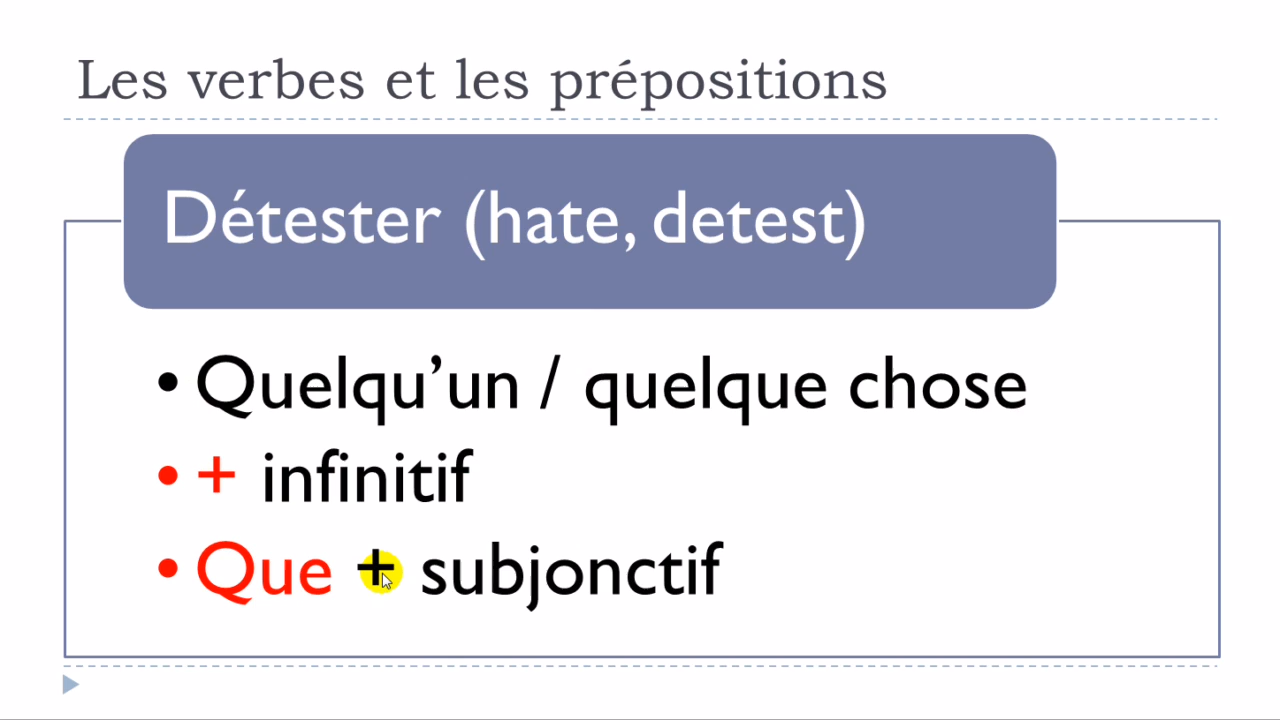 Les verbes et les prépositions
Détester (hate, detest)
• Quelqu’un / quelque chose
• + infinitif
• Que + subjonctif